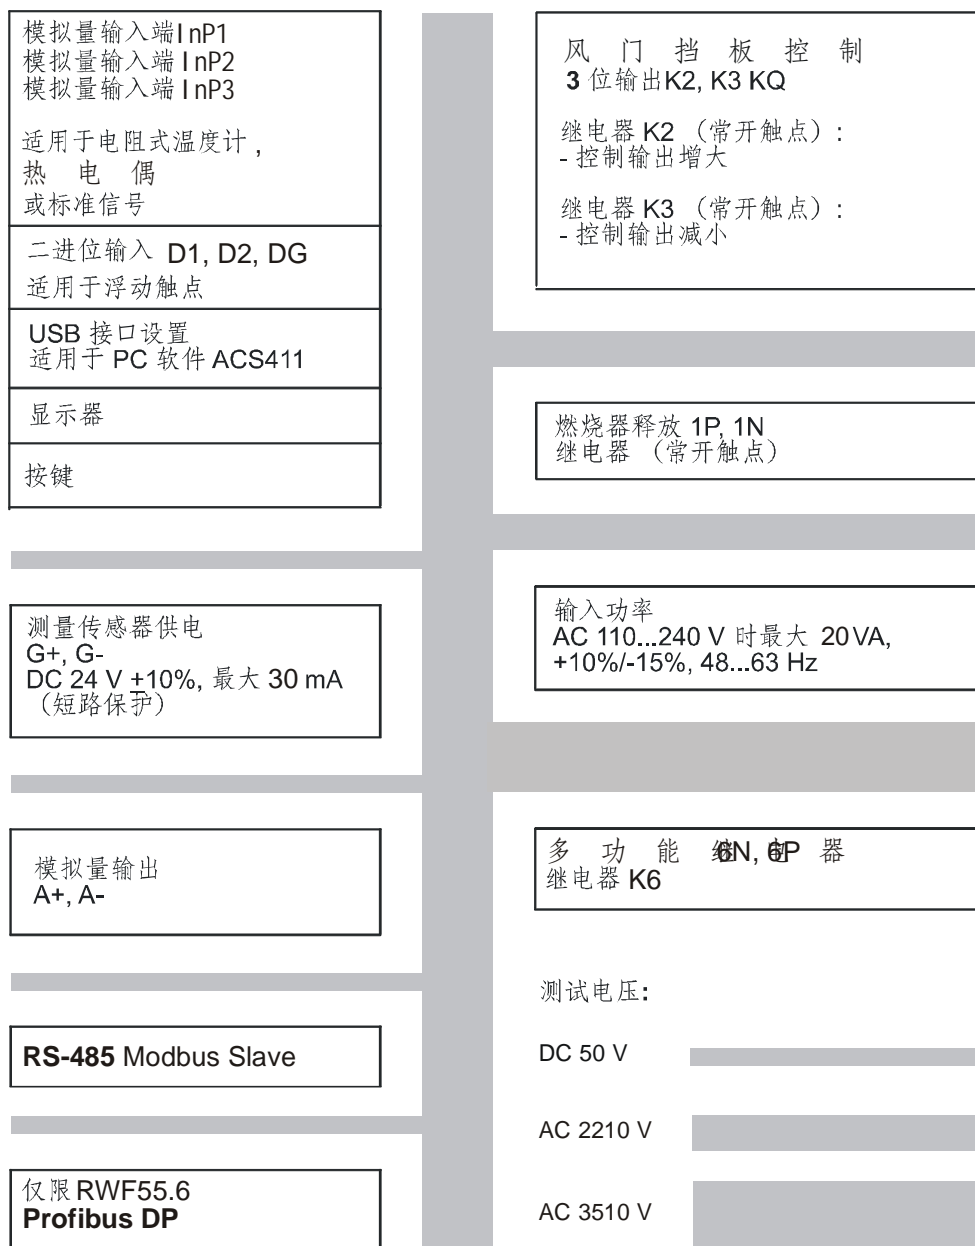 模拟量输入端InP1
模拟量输入端InP2
模拟量输入端InP3
适用于电阻式温度计,
热 电 偶
或标准信号
二进位输入 D1, D2, DG
适用于浮动触点
USB 接口设置
适用于 PC 软件 ACS411
显示器
按键
测量传感器供电
G+, G-
DC 24 V ±10%, 最大 30 mA
（短路保护）
模拟量输出
A+, A-
RS-485 Modbus Slave
仅限RWF55.6
Profibus DP
风 门 挡 板 控 制
3 位输出K2, K3 KQ
继电器 K2 （常开触点）:
- 控制输出增大
继电器 K3 （常开触点）:
- 控制输出减小
燃烧器释放 1P, 1N
继电器 （常开触点）
输入功率
AC 110...240 V 时最大 20VA,
+10%/-15%, 48...63 Hz
多 功 能 继 电 器 6N, 6P
继电器 K6
测试电压:
DC 50 V
AC 2210 V
AC 3510 V